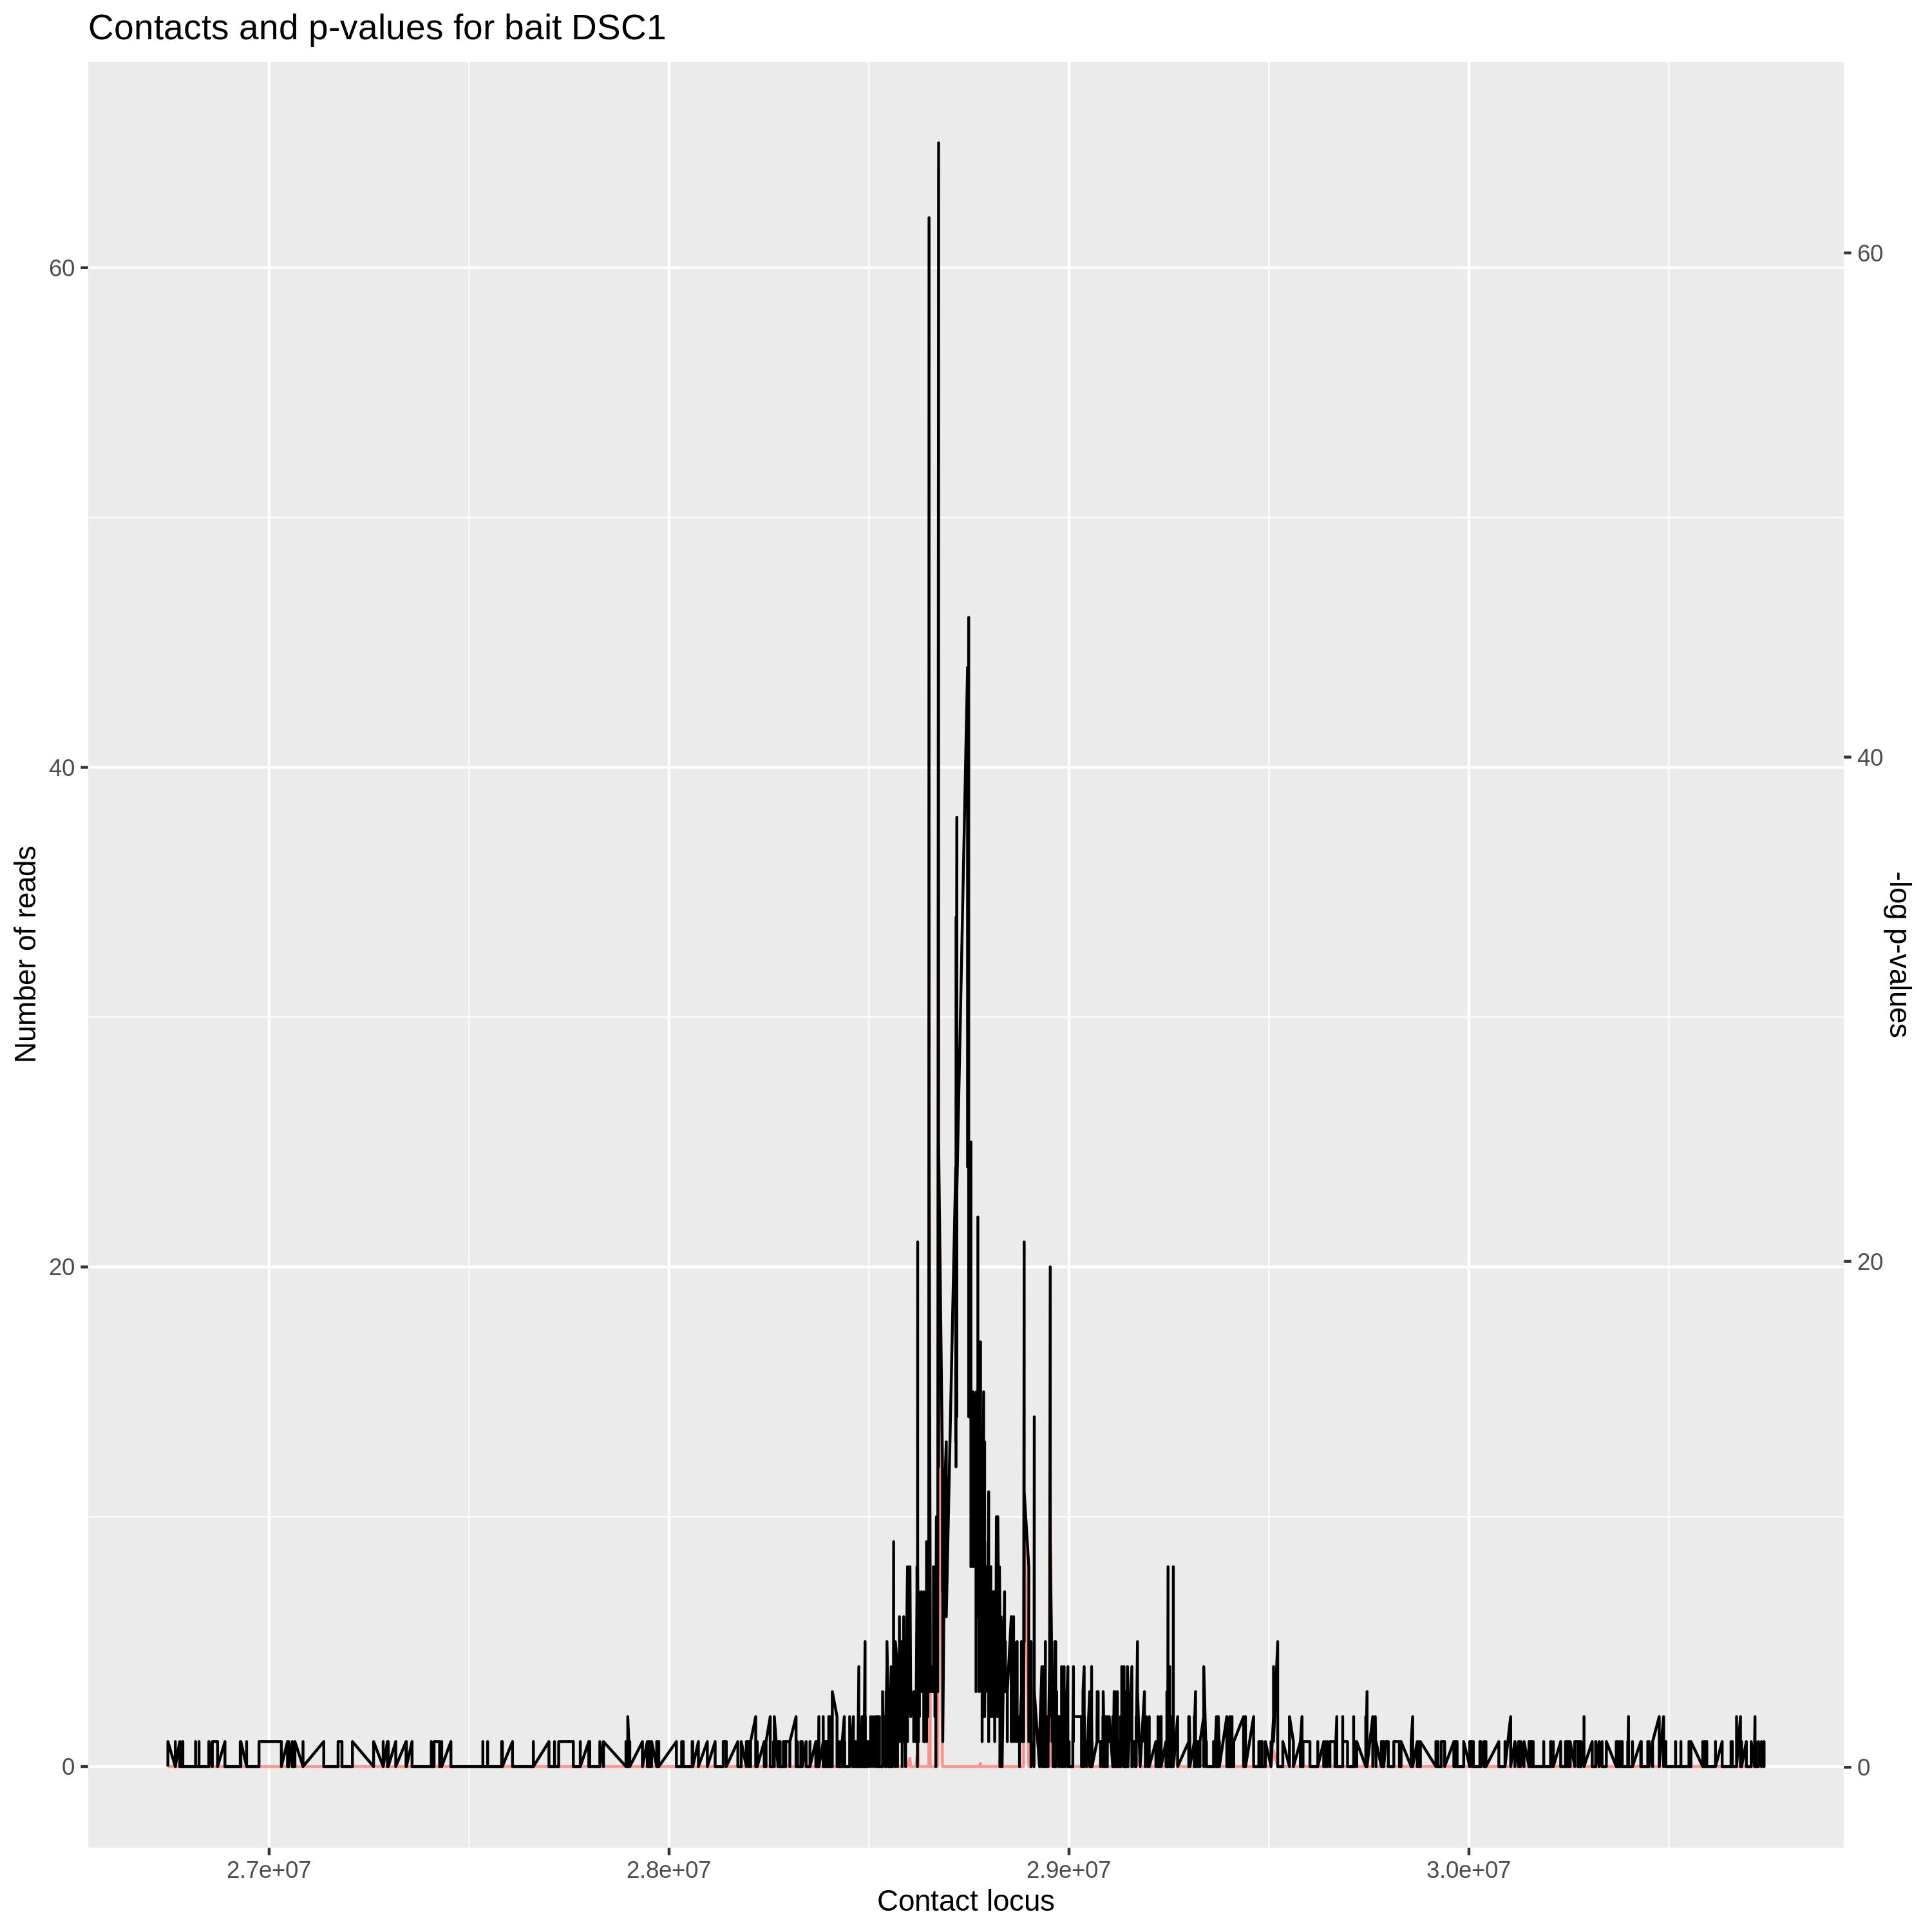 Contacts and p-values for bait DSC1
60
40
20
0
Number of reads
60
40
20
0
-log p-values
2.7e+07
2.8e+07
2.9e+07
3.0e+07
Contact locus